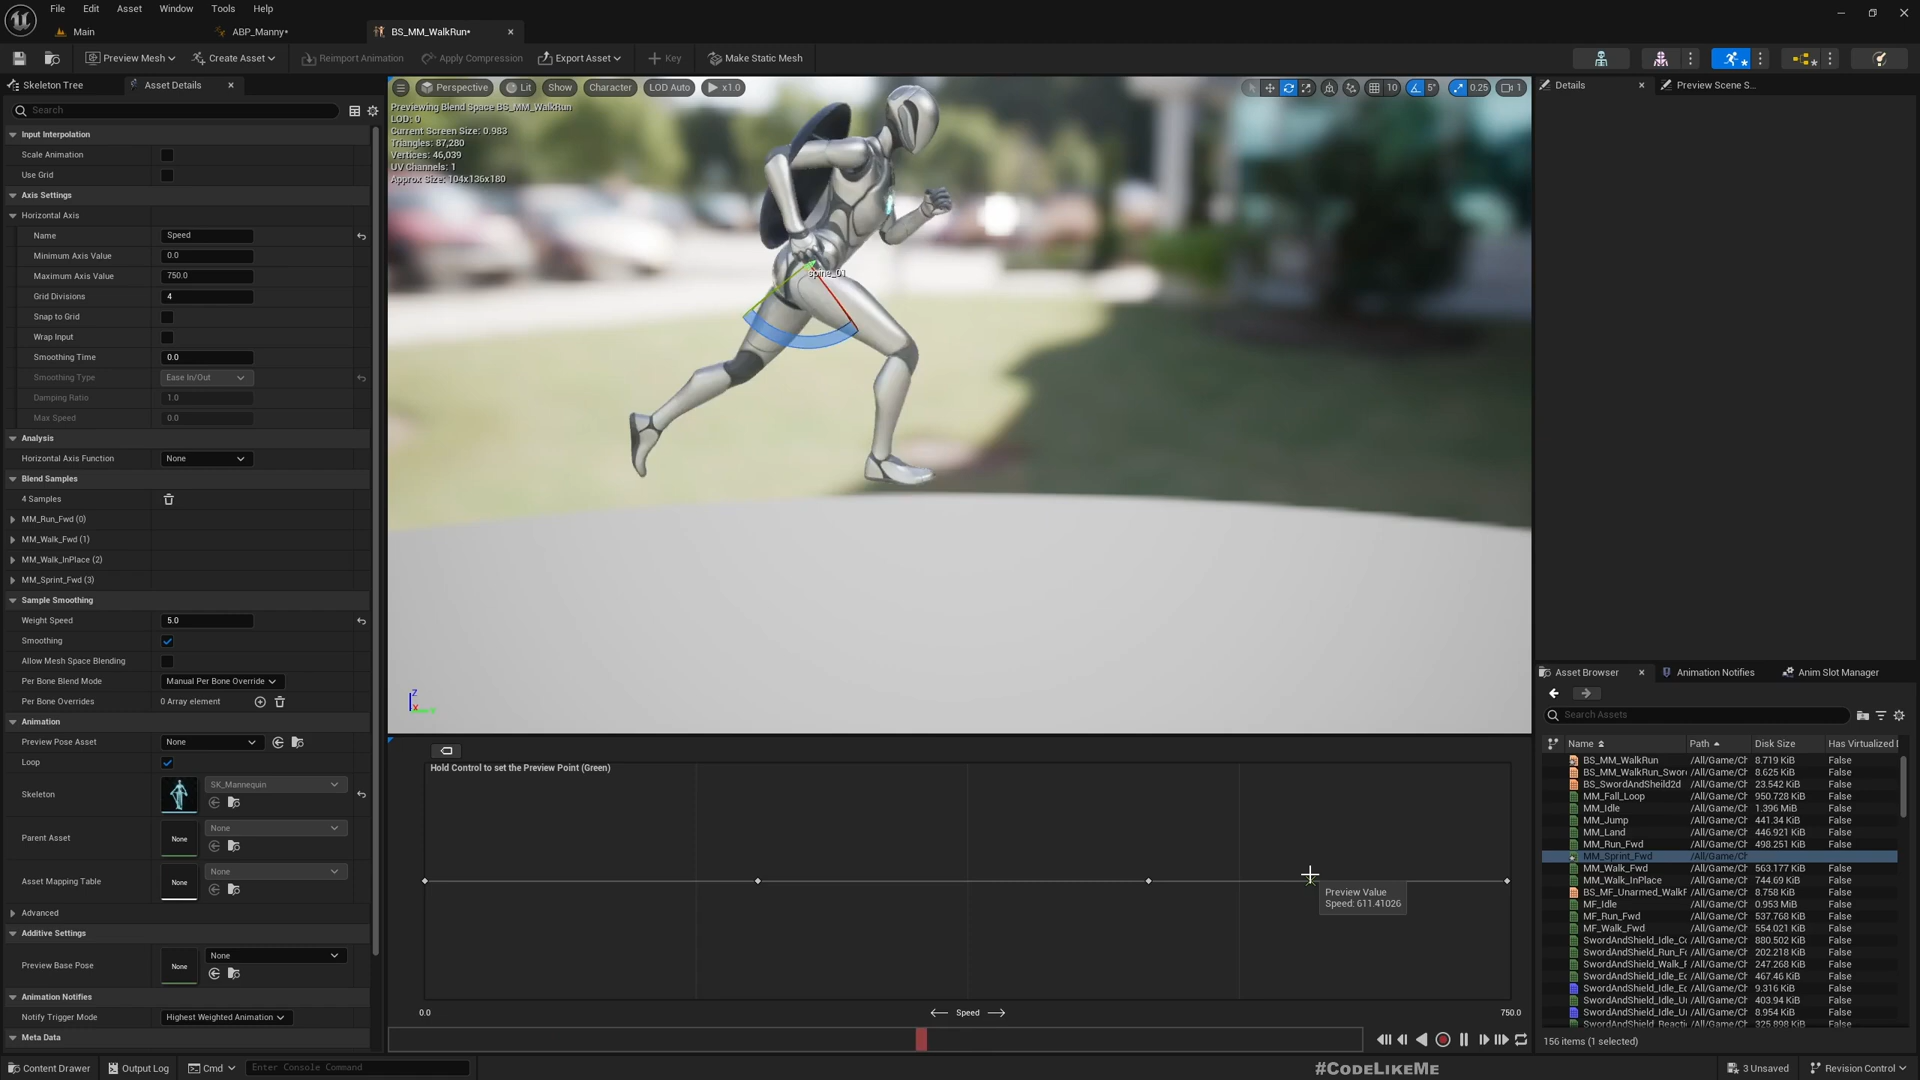 File Edit Asset Window Tools Help
Main
ABP_Manny*
BS_MM_WalkRun*
Preview Mesh
Create Asset
Reimport Animation
Apply Compression
Export Asset
Key
Make Static Mesh
Skeleton Tree
Asset Details
Search
Input Interpolation
Scale Animation
Use Grid
Axis Settings
Horizontal Axis
Name Speed
Minimum Axis Value 0.0
Maximum Axis Value 750.0
Grid Divisions 4
Snap to Grid
Wrap Input
Smoothing Time 0.0
Smoothing Type Ease In/Out
Damping Ratio 1.0
Max Speed 0.0
Analysis
Horizontal Axis Function None
Blend Samples
4 Samples
MM_Run_Fwd (0)
MM_Walk_Fwd (1)
MM_Walk_InPlace (2)
MM_Sprint_Fwd (3)
Sample Smoothing
Weight Speed 5.0
Smoothing
Allow Mesh Space Blending
Per Bone Blend Mode Manual Per Bone Override
Per Bone Overrides 0 Array element
Animation
Preview Pose Asset None
Loop
Skeleton SK_Mannequin
Parent Asset None None
Asset Mapping Table None None
Advanced
Additive Settings
Preview Base Pose None None
Animation Notifies
Notify Trigger Mode Highest Weighted Animation
Meta Data
Perspective Lit Show Character LOD Auto x1.0
10 5° 0.25 1
Previewing Blend Space BS_MM_WalkRun
LOD: 0
Current Screen Size: 0.983
Triangles: 87,280
Vertices: 46,039
UV Channels: 1
Approx Size: 104x136x180
spine_01
Z
X
Hold Control to set the Preview Point (Green)
Preview Value
Speed: 611.41026
0.0 Speed 750.0
Details
Preview Scene S...
Asset Browser
Animation Notifies
Anim Slot Manager
Search Assets
Name Path Disk Size Has Virtualized
BS_MM_WalkRun /All/Game/Ch 8.719 KiB False
BS_MM_WalkRun_Swor /All/Game/Ch 8.625 KiB False
BS_SwordAndSheild2d /All/Game/Ch 23.542 KiB False
MM_Fall_Loop /All/Game/Ch 950.728 KiB False
MM_Idle /All/Game/Ch 1.396 MiB False
MM_Jump /All/Game/Ch 441.34 KiB False
MM_Land /All/Game/Ch 446.921 KiB False
MM_Run_Fwd /All/Game/Ch 498.251 KiB False
MM_Sprint_Fwd /All/Game/Ch
MM_Walk_Fwd /All/Game/Ch 563.177 KiB False
MM_Walk_InPlace /All/Game/Ch 744.69 KiB False
BS_MF_Unarmed_WalkF /All/Game/Ch 8.758 KiB False
MF_Idle /All/Game/Ch 0.953 MiB False
MF_Run_Fwd /All/Game/Ch 537.768 KiB False
MF_Walk_Fwd /All/Game/Ch 554.021 KiB False
SwordAndShield_Idle_Co /All/Game/Ch 880.502 KiB False
SwordAndShield_Run_Fo /All/Game/Ch 202.218 KiB False
SwordAndShield_Walk_F /All/Game/Ch 247.268 KiB False
SwordAndShield_Idle_Ec /All/Game/Ch 467.46 KiB False
SwordAndShield_Idle_Ec /All/Game/Ch 9.316 KiB False
SwordAndShield_Idle_Ur /All/Game/Ch 403.94 KiB False
SwordAndShield_Idle_Ur /All/Game/Ch 8.954 KiB False
SwordAndShield_Reacti /All/Game/Ch 325.898 KiB False
156 items (1 selected)
Content Drawer
Output Log
Cmd
Enter Console Command
#CODELIKEME
3 Unsaved
Revision Control